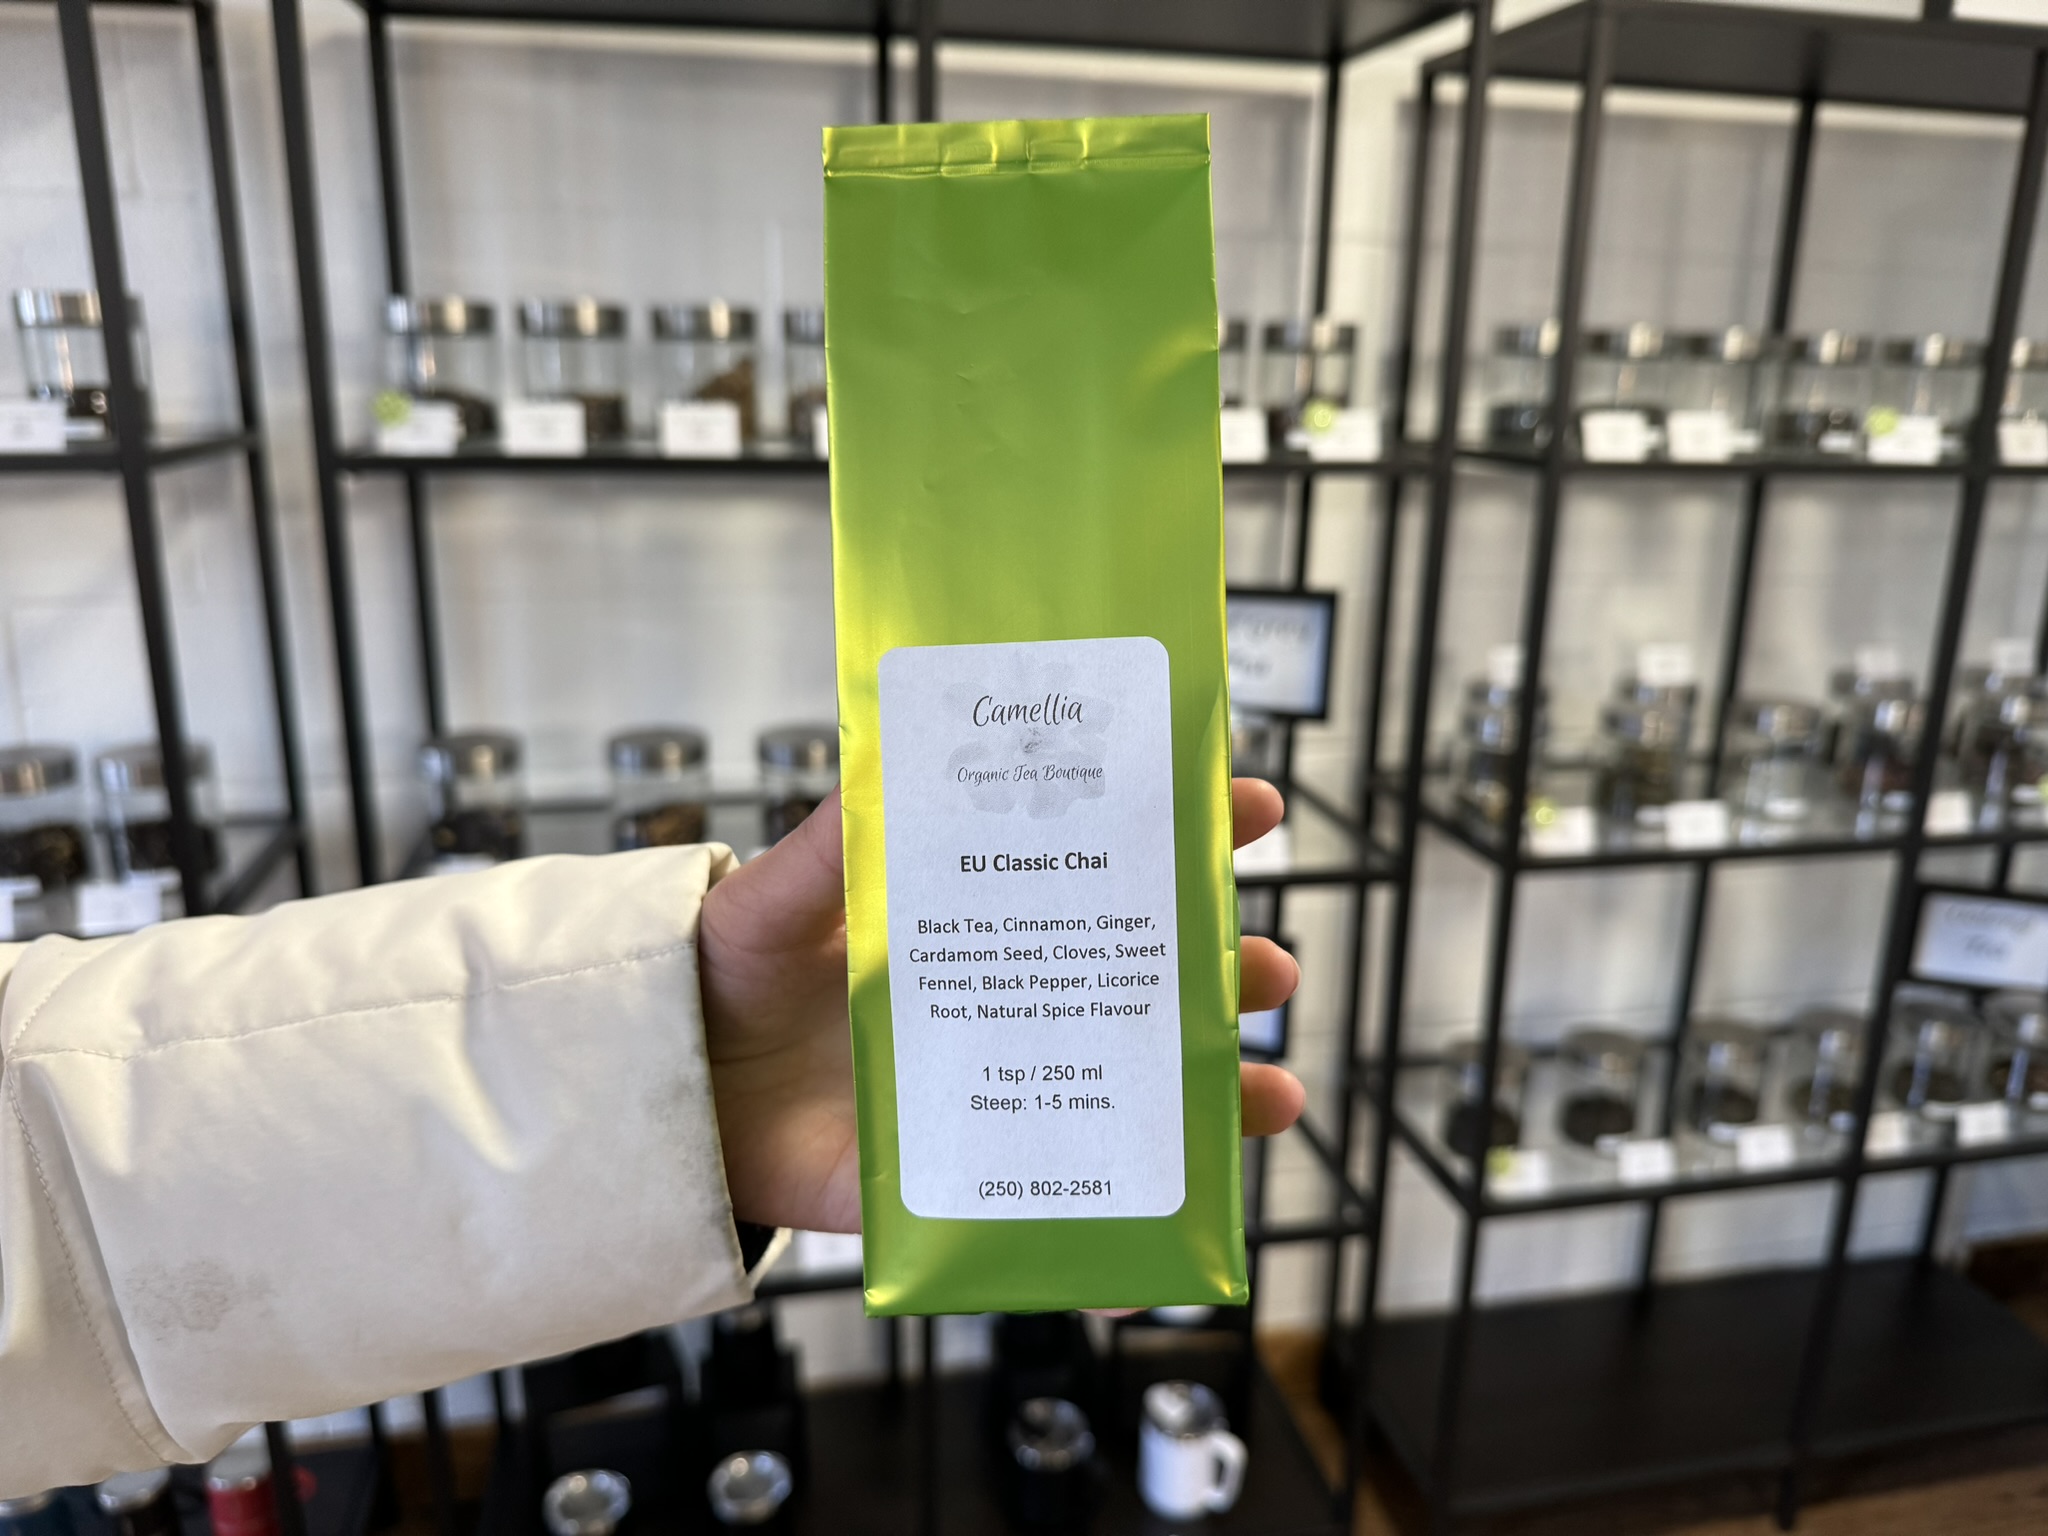 Camellia
Organic Tea Boutique
EU Classic Chai
Black Tea, Cinnamon, Ginger,
Cardamom Seed, Cloves, Sweet
Fennel, Black Pepper, Licorice
Root, Natural Spice Flavour
1 tsp / 250 ml
Steep: 1-5 mins.
(250) 802-2581